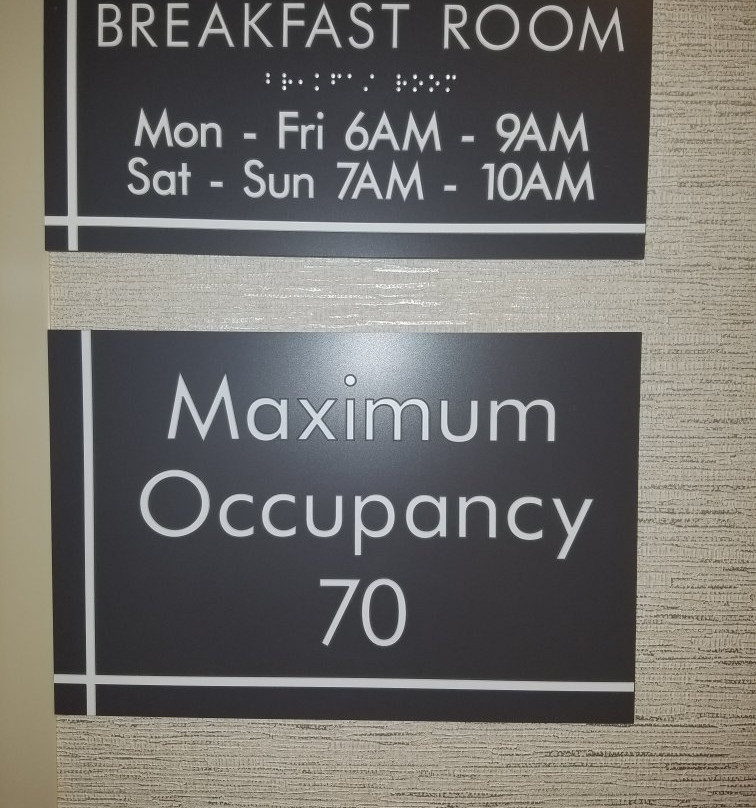 BREAKFAST ROOM
Mon - Fri 6AM - 9AM
Sat - Sun 7AM - 10AM
Maximum
Occupancy
70